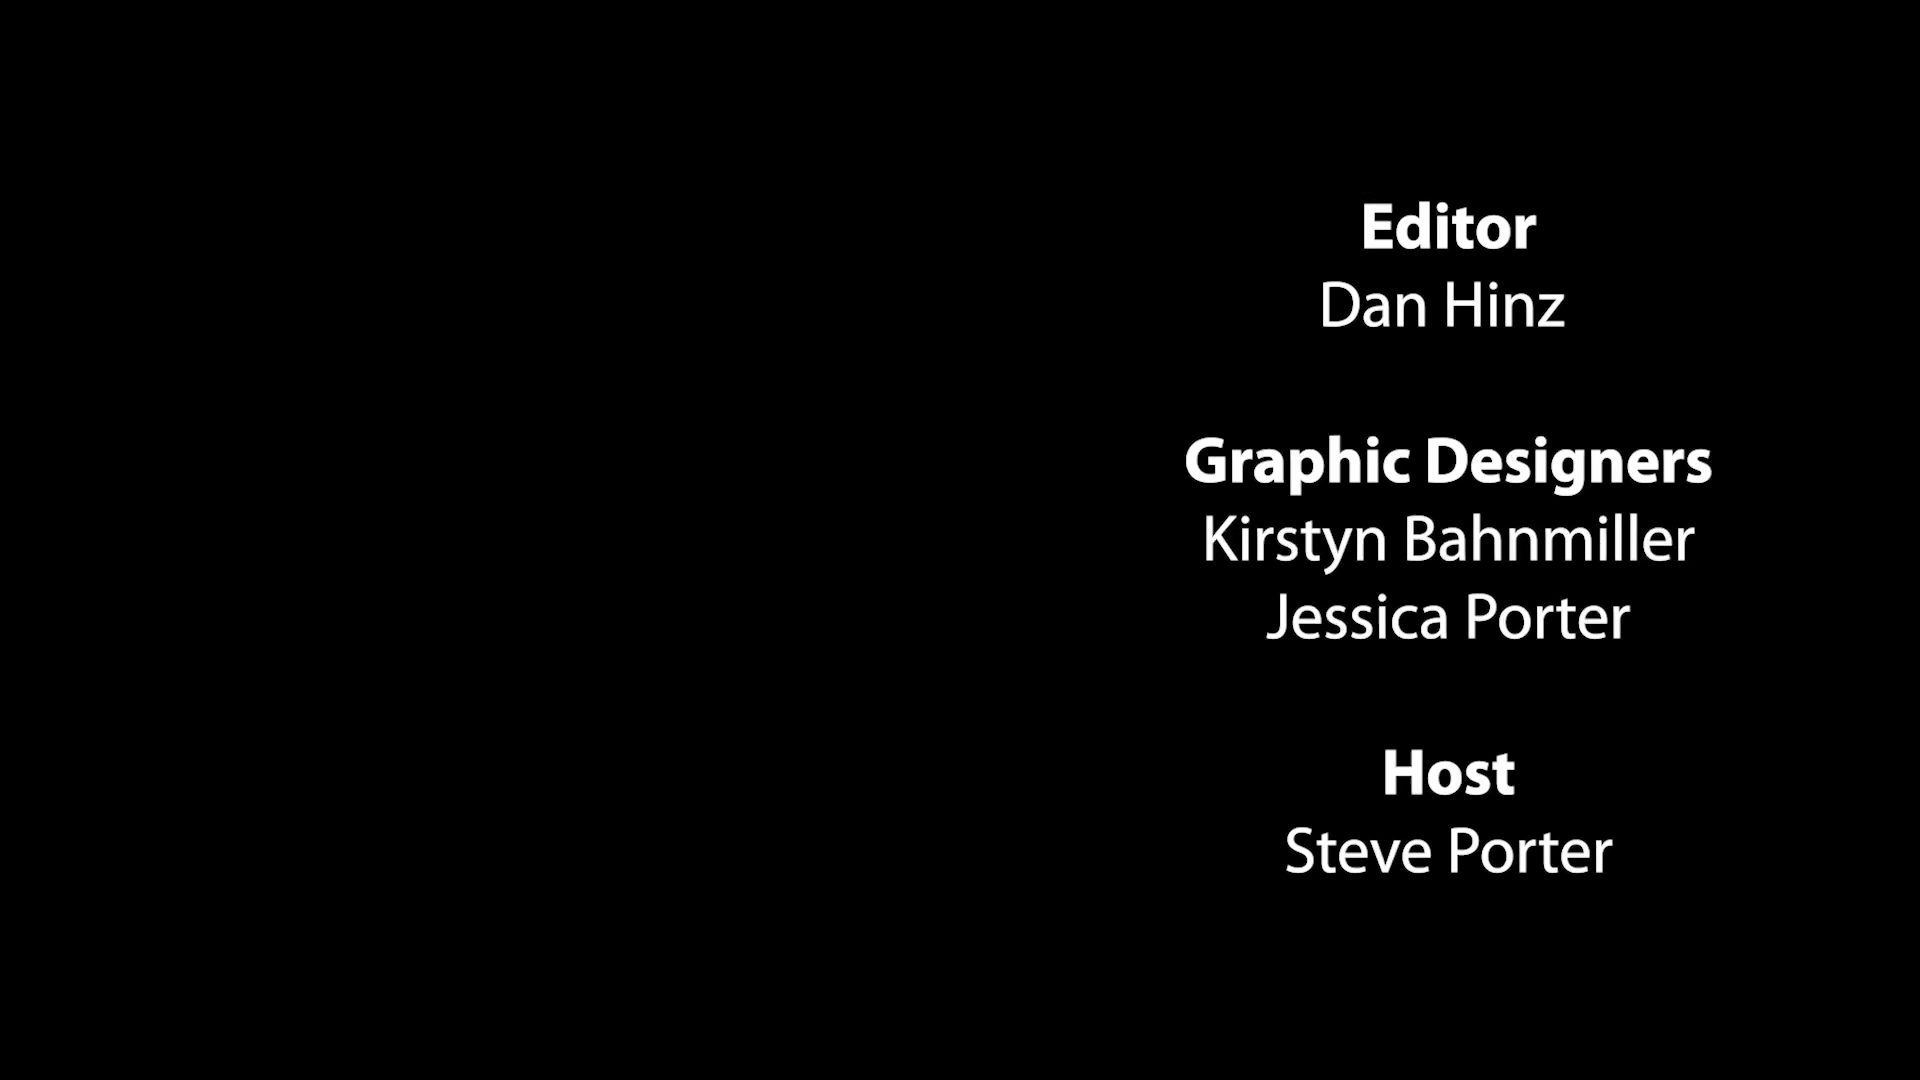 Editor
Dan Hinz
Graphic Designers
Kirstyn Bahnmiller
Jessica Porter
Host
Steve Porter